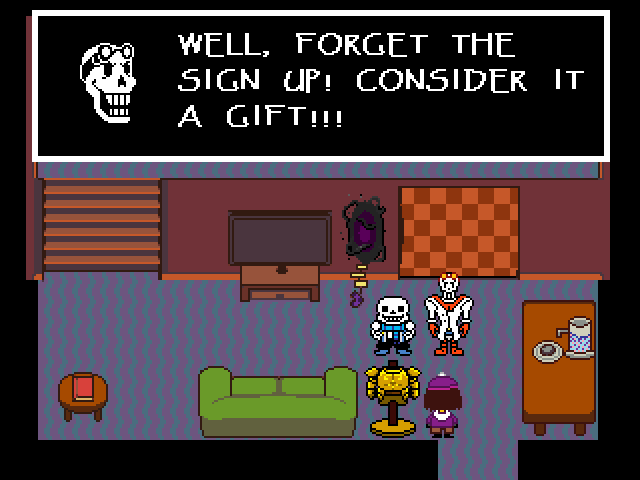 WELL, FORGET THE
SIGN UP! CONSIDER IT
A GIFT!!!